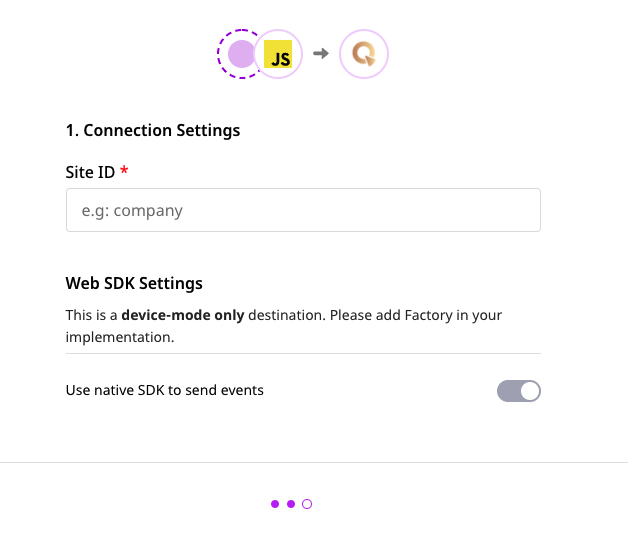 JS
1. Connection Settings
Site ID *
e.g: company
Web SDK Settings
This is a device-mode only destination. Please add Factory in your
implementation.
Use native SDK to send events